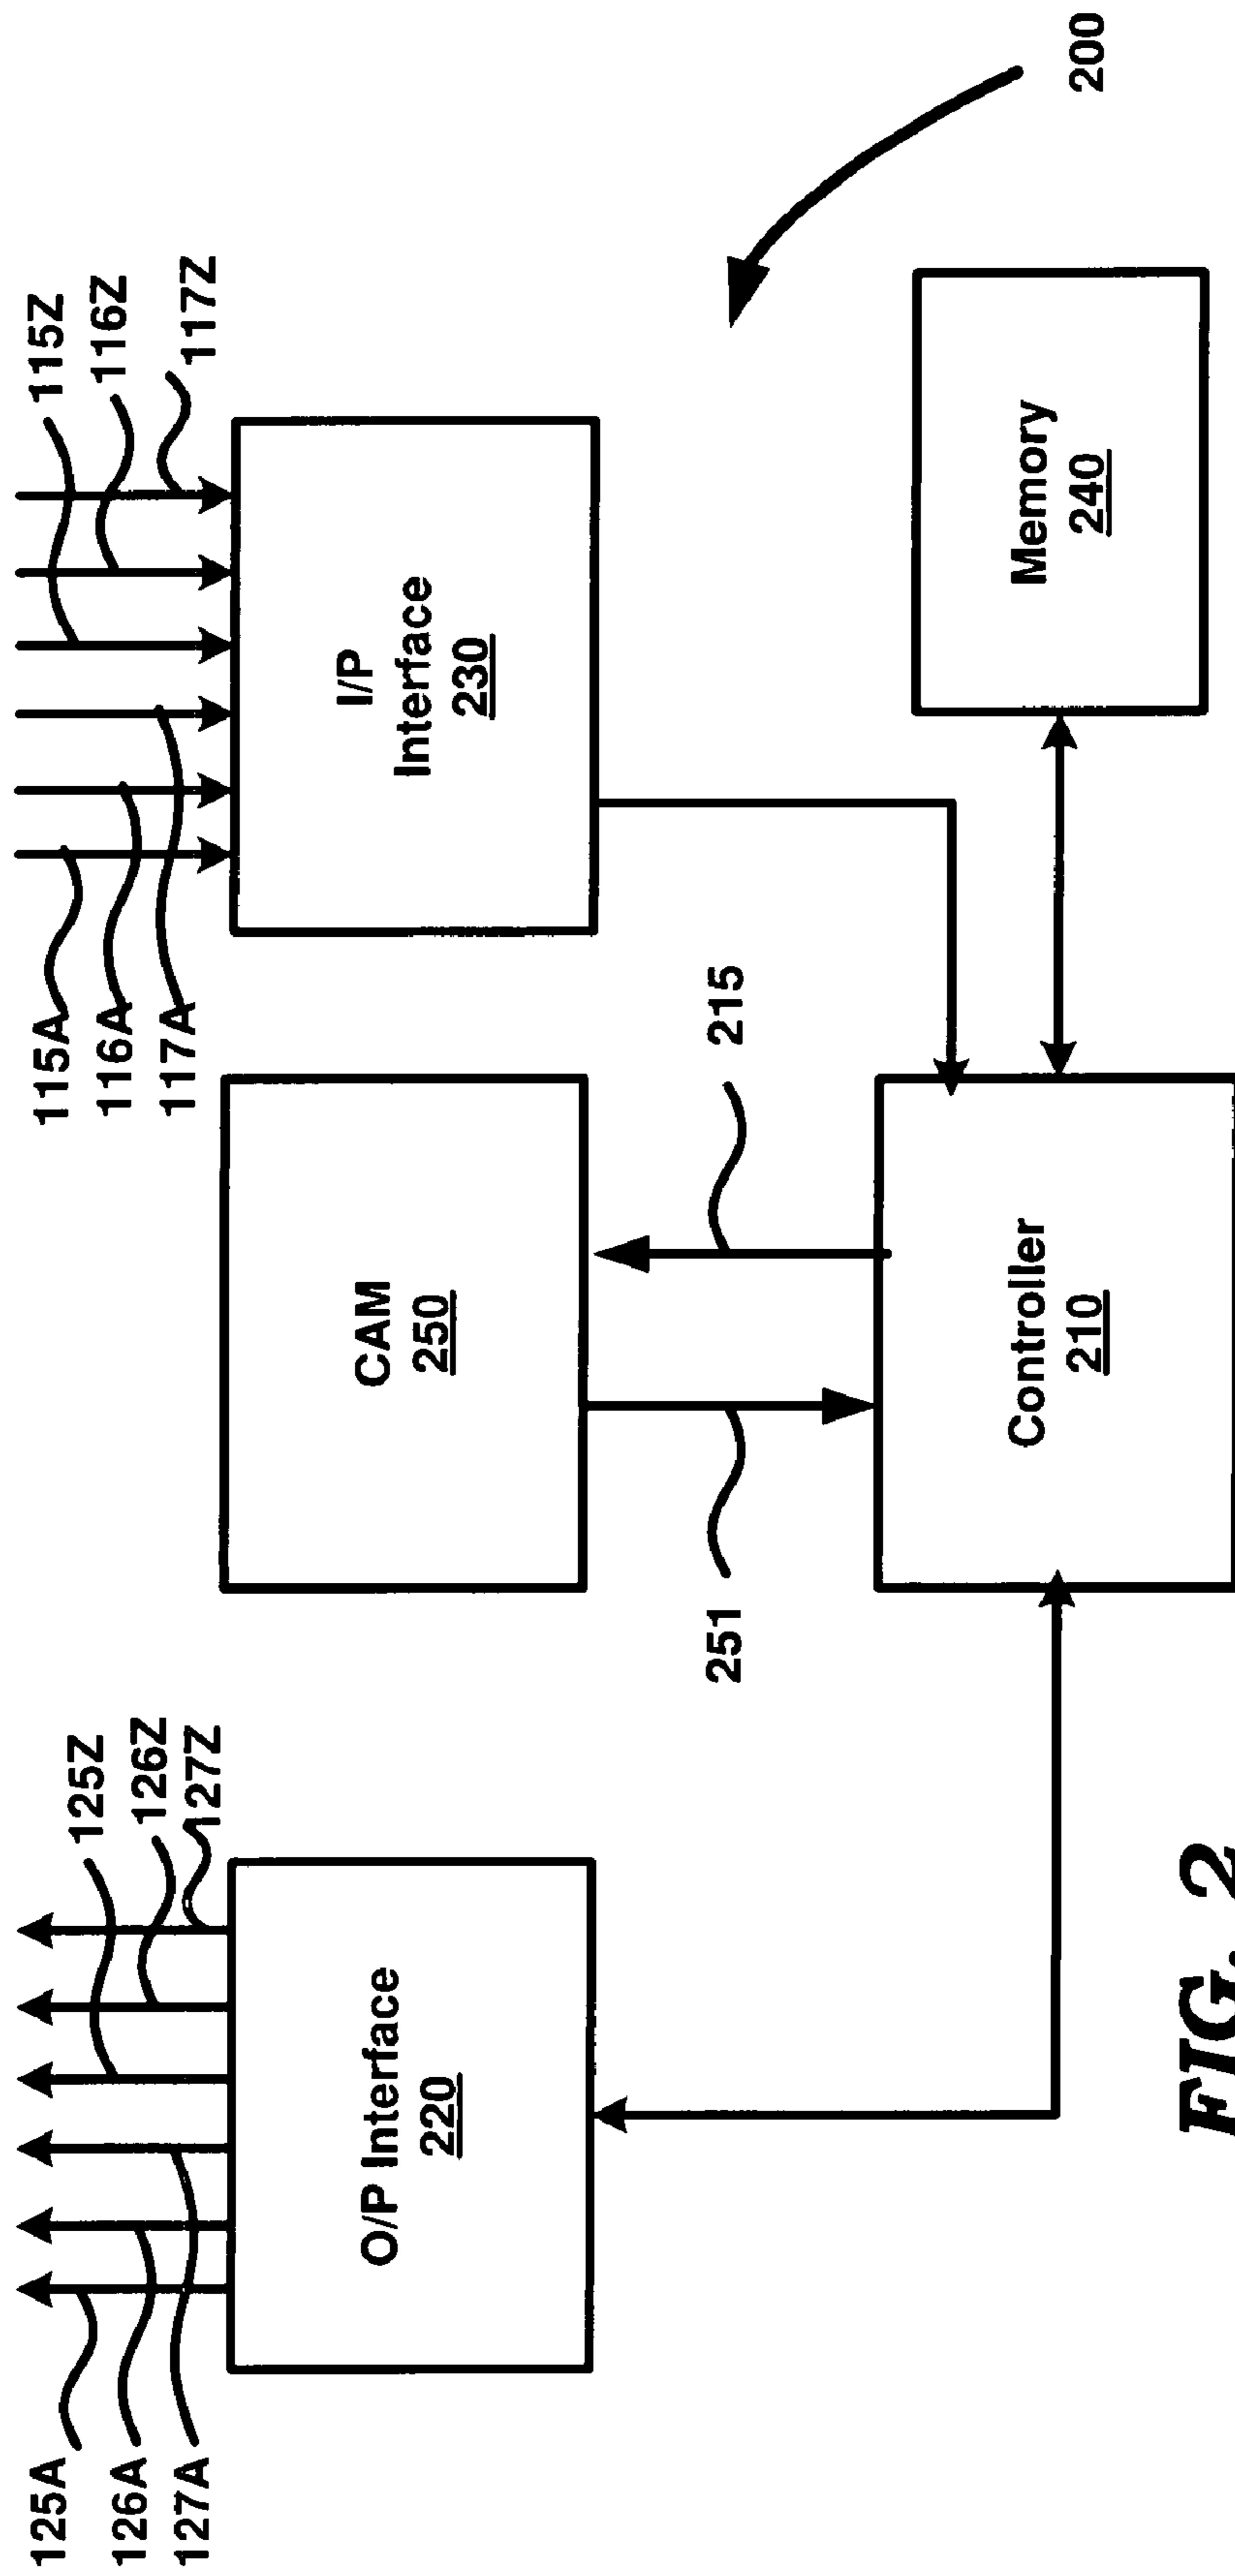 125A
126A
127A
125Z
126Z
127Z
115A
116A
117A
115Z
116Z
117Z
O/P Interface
220
CAM
250
I/P
Interface
230
251
215
200
Controller
210
Memory
240
FIG. 2